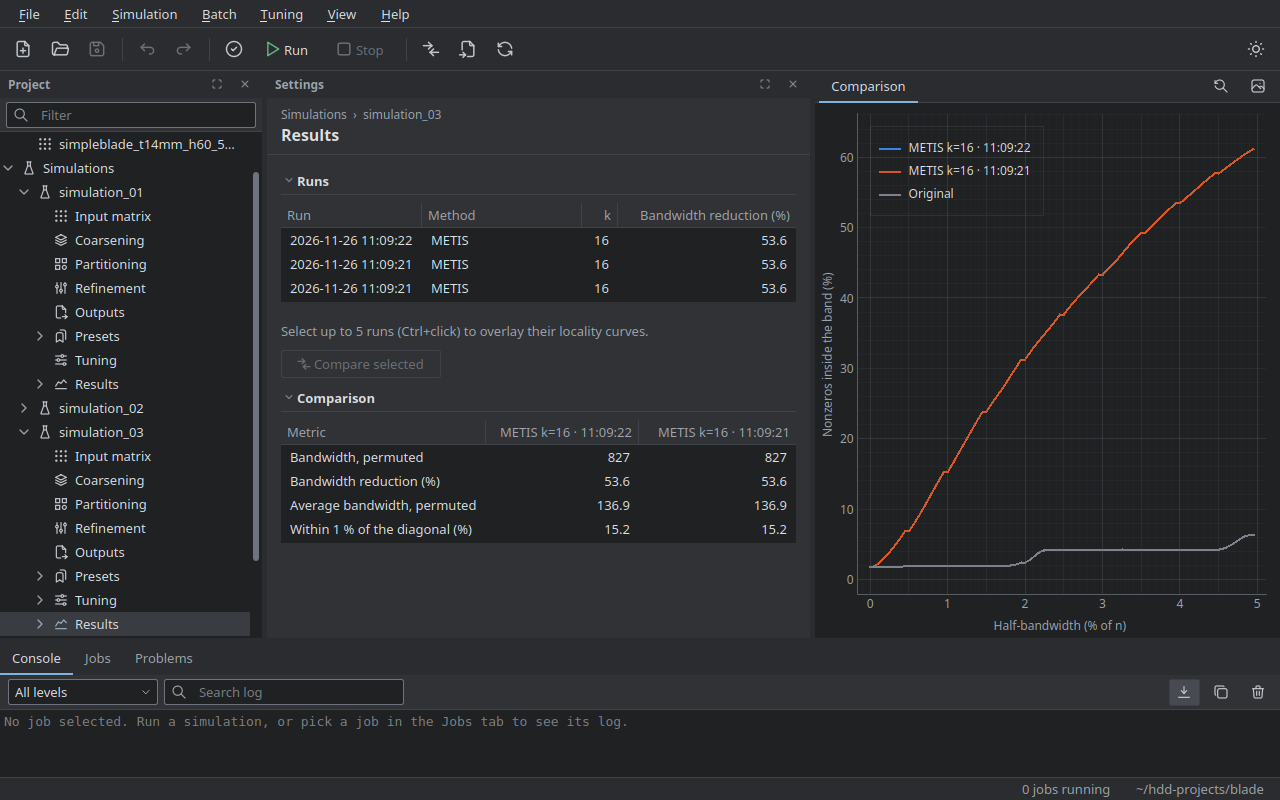 File Edit Simulation Batch Tuning View Help
Run Stop
Project
Filter
simpleblade_t14mm_h60_5...
Simulations
simulation_01
Input matrix
Coarsening
Partitioning
Refinement
Outputs
Presets
Tuning
Results
simulation_02
simulation_03
Input matrix
Coarsening
Partitioning
Refinement
Outputs
Presets
Tuning
Results
Settings
Simulations › simulation_03
Results
Runs
Run Method k Bandwidth reduction (%)
2026-11-26 11:09:22 METIS 16 53.6
2026-11-26 11:09:21 METIS 16 53.6
2026-11-26 11:09:21 METIS 16 53.6
Select up to 5 runs (Ctrl+click) to overlay their locality curves.
Compare selected
Comparison
Metric METIS k=16 · 11:09:22 METIS k=16 · 11:09:21
Bandwidth, permuted 827 827
Bandwidth reduction (%) 53.6 53.6
Average bandwidth, permuted 136.9 136.9
Within 1 % of the diagonal (%) 15.2 15.2
Comparison
METIS k=16 · 11:09:22
METIS k=16 · 11:09:21
Original
Nonzeros inside the band (%)
60
50
40
30
20
10
0
0 1 2 3 4 5
Half-bandwidth (% of n)
Console Jobs Problems
All levels Search log
No job selected. Run a simulation, or pick a job in the Jobs tab to see its log.
0 jobs running ~/hdd-projects/blade